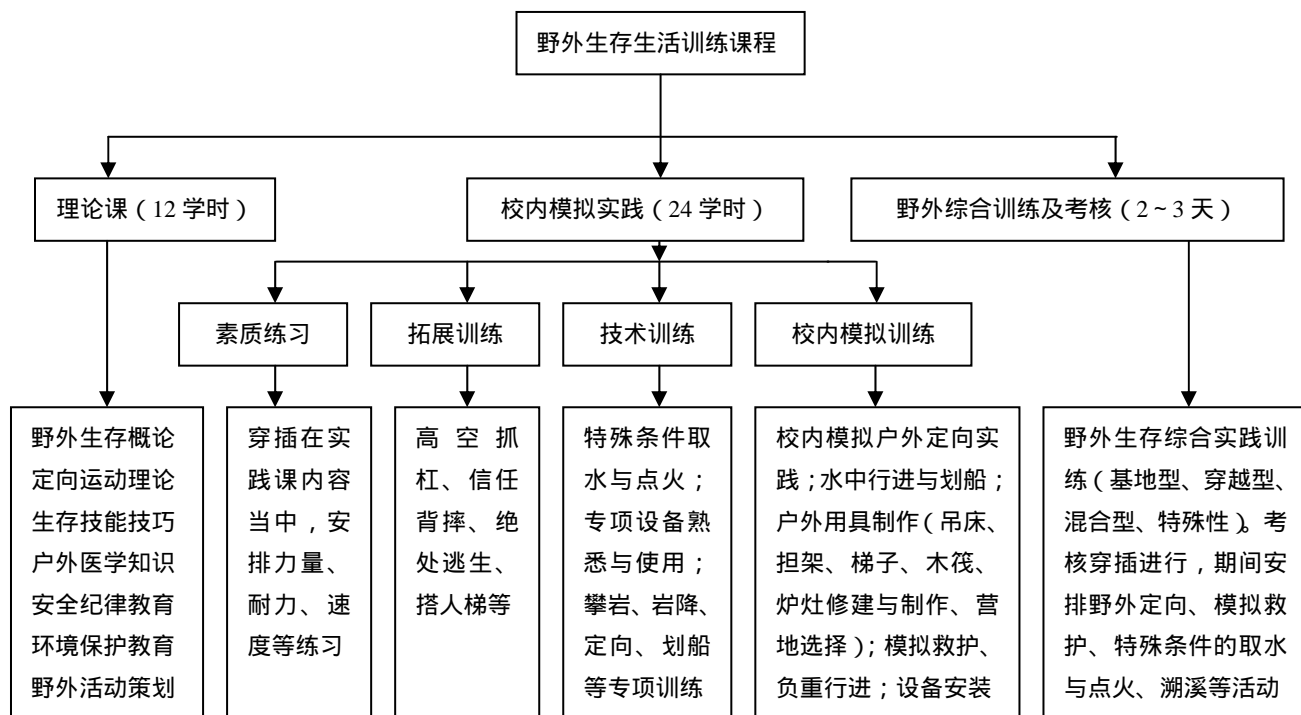 野外生存生活训练课程
理论课（12 学时）
校内模拟实践（24 学时）
野外综合训练及考核（2~3 天）
素质练习
拓展训练
技术训练
校内模拟训练
野外生存概论
定向运动理论
生存技能技巧
户外医学知识
安全纪律教育
环境保护教育
野外活动策划
穿插在实
践课内容
当中，安
排力量、
耐力、速
度等练习
高空抓
杠、信任
背摔、绝
处逃生、
搭人梯等
特殊条件取
水与点火；
专项设备熟
悉与使用；
攀岩、岩降、
定向、划船
等专项训练
校内模拟户外定向实
践；水中行进与划船；
户外用具制作（吊床、
担架、梯子、木筏、
炉灶修建与制作、营
地选择）；模拟救护、
负重行进；设备安装
野外生存综合实践训
练（基地型、穿越型、
混合型、特殊性）。考
核穿插进行，期间安
排野外定向、模拟救
护、特殊条件的取水
与点火、溯溪等活动